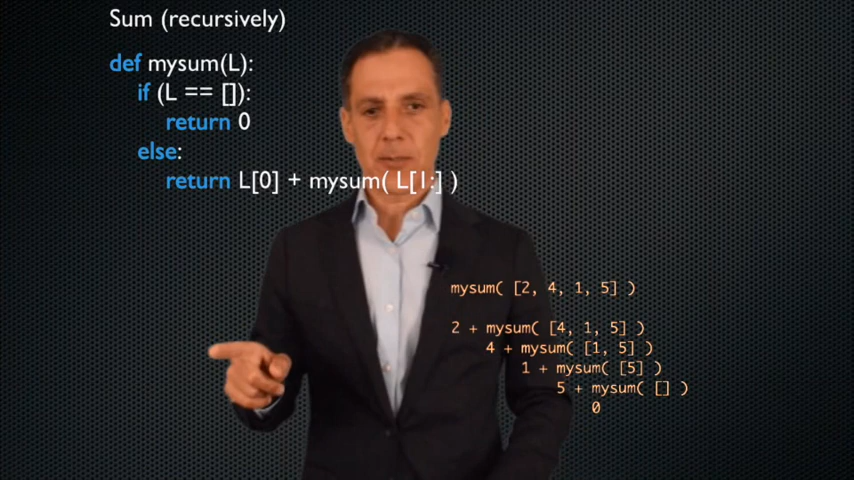 Sum (recursively)
def mysum(L):
if (L == []):
return 0
else:
return L[0] + mysum( L[1:] )
mysum( [2, 4, 1, 5] )
2 + mysum( [4, 1, 5] )
4 + mysum( [1, 5] )
1 + mysum( [5] )
5 + mysum( [] )
0